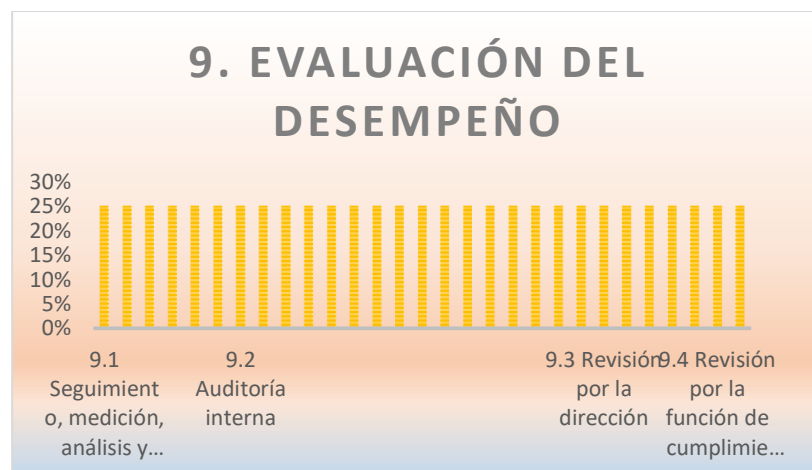 9. EVALUACIÓN DEL
DESEMPEÑO
30%
25%
20%
15%
10%
5%
0%
9.1
Seguimient
o, medición,
análisis y...
9.2
Auditoría
interna
9.3 Revisión
por la
dirección
9.4 Revisión
por la
función de
cumplimie...